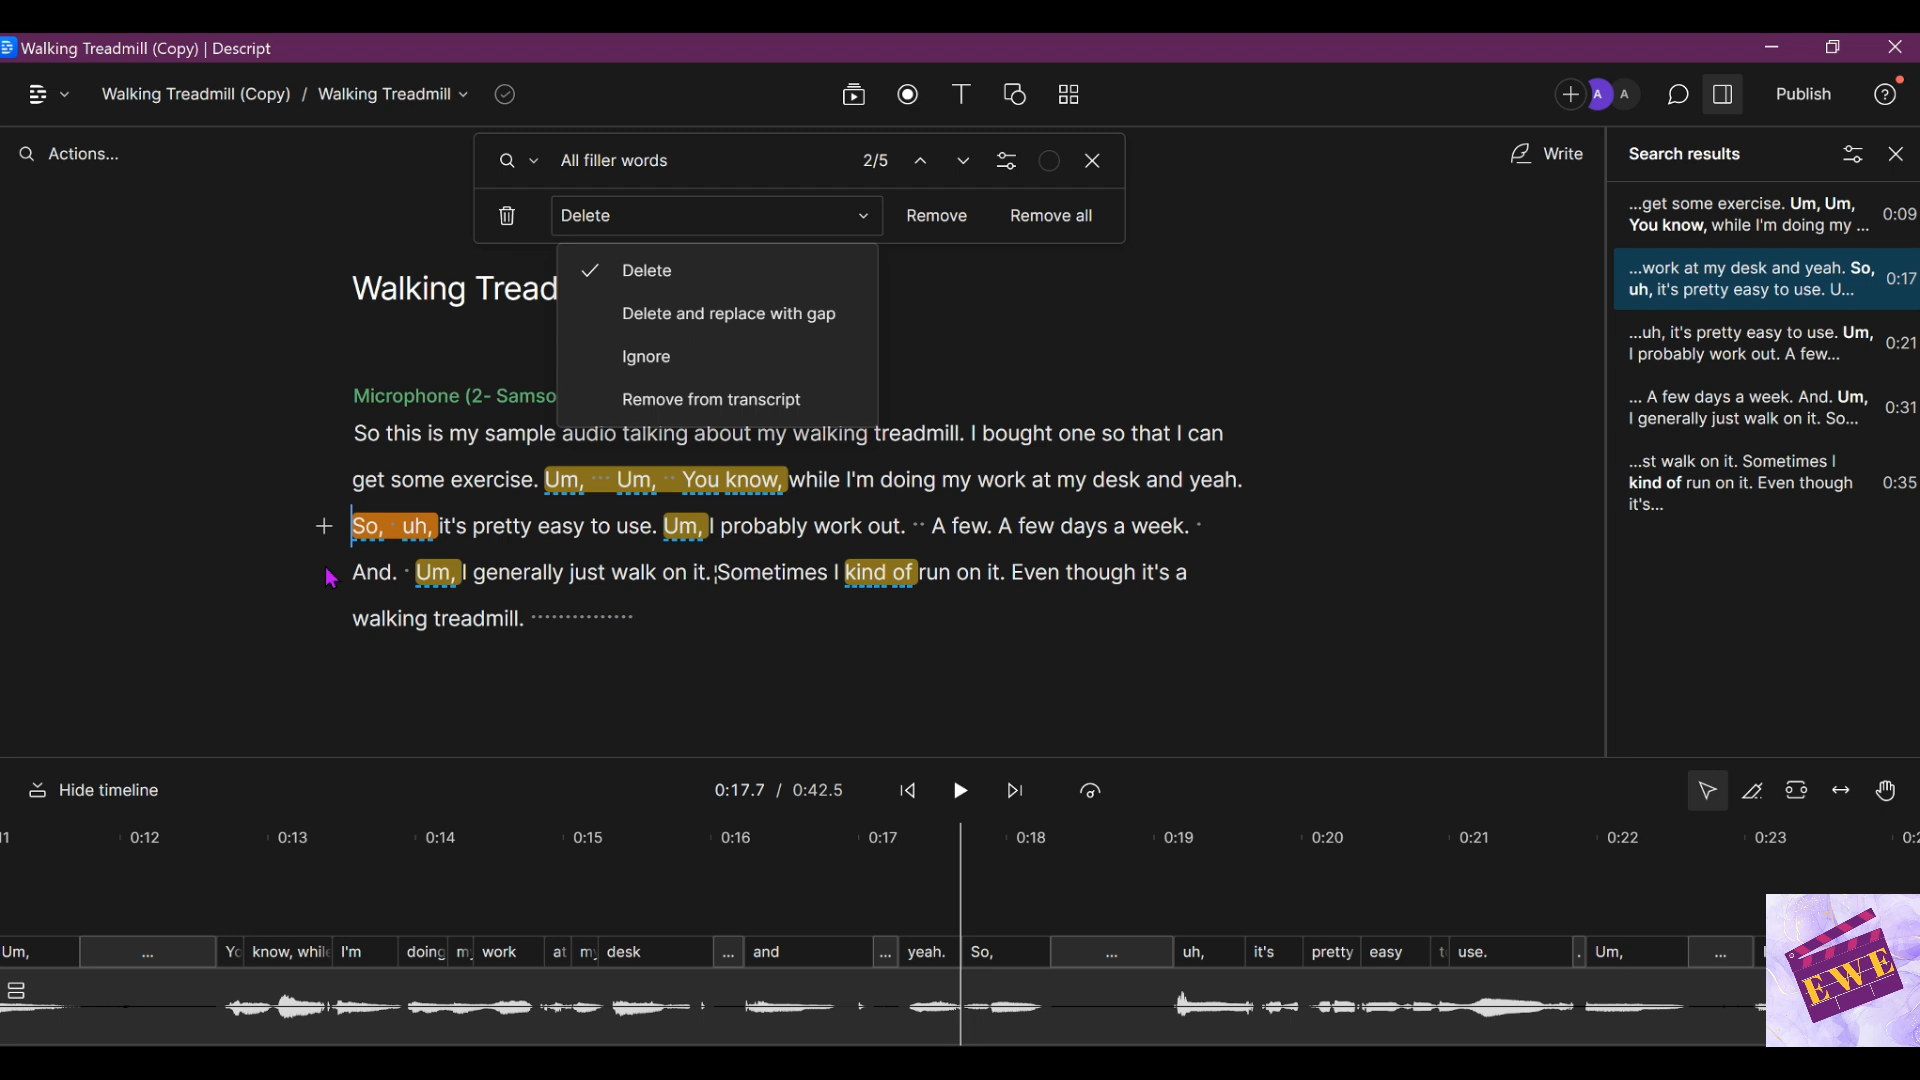 Walking Treadmill (Copy) | Descript
Walking Treadmill (Copy) / Walking Treadmill
A A
Publish
Actions...
All filler words 2/5
Write
Delete Remove Remove all
Delete
Delete and replace with gap
Ignore
Remove from transcript
Walking Tread
Microphone (2- Samso
So this is my sample audio talking about my walking treadmill. I bought one so that I can
get some exercise. Um, ··· Um, ·· You know, while I'm doing my work at my desk and yeah.
So, · uh, it's pretty easy to use. Um, I probably work out. ·· A few. A few days a week. ·
And. · Um, I generally just walk on it. Sometimes I kind of run on it. Even though it's a
walking treadmill. ···············
Search results
...get some exercise. Um, Um,
You know, while I'm doing my ... 0:09
...work at my desk and yeah. So,
uh, it's pretty easy to use. U... 0:17
...uh, it's pretty easy to use. Um,
I probably work out. A few... 0:21
... A few days a week. And. Um,
I generally just walk on it. So... 0:31
...st walk on it. Sometimes I
kind of run on it. Even though 0:35
it's...
Hide timeline
0:17.7 / 0:42.5
0:12 0:13 0:14 0:15 0:16 0:17 0:18 0:19 0:20 0:21 0:22 0:23
Um, ... Yo know, while I'm doing my work at my desk ... and ... yeah. So, ... uh, it's pretty easy t use. . Um, ...
EWE